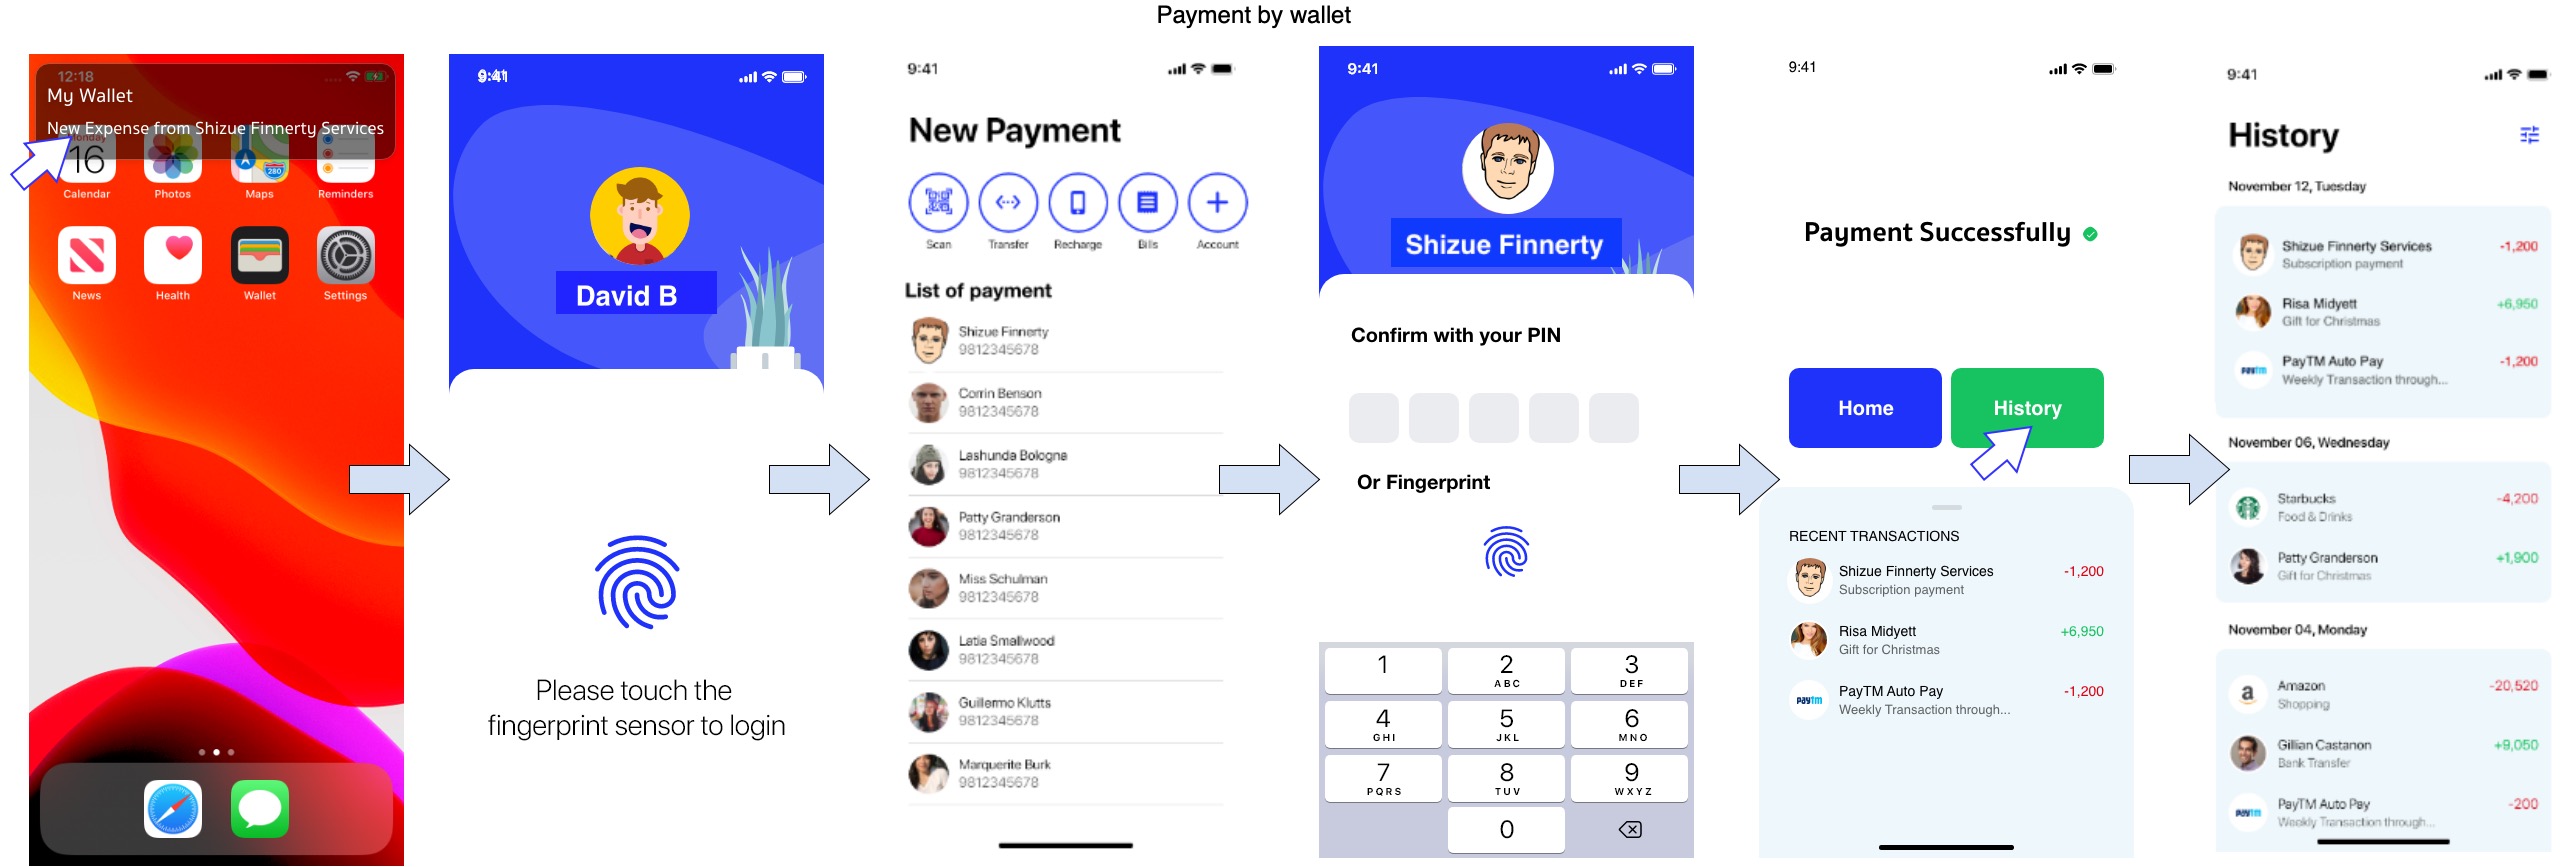 Payment by wallet
12:18
My Wallet
New Expense from Shizue Finnerty Services
Monday
16
280
Calendar
Photos
Maps
Reminders
News
Health
Wallet
Settings
9:41
David B
Please touch the
fingerprint sensor to login
9:41
New Payment
Scan
Transfer
Recharge
Bills
Account
List of payment
Shizue Finnerty
9812345678
Corrin Benson
9812345678
Lashunda Bologna
9812345678
Patty Granderson
9812345678
Miss Schulman
9812345678
Latia Smallwood
9812345678
Guillermo Klutts
9812345678
Marquerite Burk
9812345678
9:41
Shizue Finnerty
Confirm with your PIN
Or Fingerprint
1
2 ABC
3 DEF
4 GHI
5 JKL
6 MNO
7 PQRS
8 TUV
9 WXYZ
0
9:41
Payment Successfully
Home
History
RECENT TRANSACTIONS
Shizue Finnerty Services -1,200
Subscription payment
Risa Midyett +6,950
Gift for Christmas
Paytm PayTM Auto Pay -1,200
Weekly Transaction through...
9:41
History
November 12, Tuesday
Shizue Finnerty Services -1,200
Subscription payment
Risa Midyett +6,950
Gift for Christmas
Paytm PayTM Auto Pay -1,200
Weekly Transaction through...
November 06, Wednesday
Starbucks -4,200
Food & Drinks
Patty Granderson +1,900
Gift for Christmas
November 04, Monday
a Amazon -20,520
Shopping
Gillian Castanon +9,050
Bank Transfer
Paytm PayTM Auto Pay -200
Weekly Transaction through...